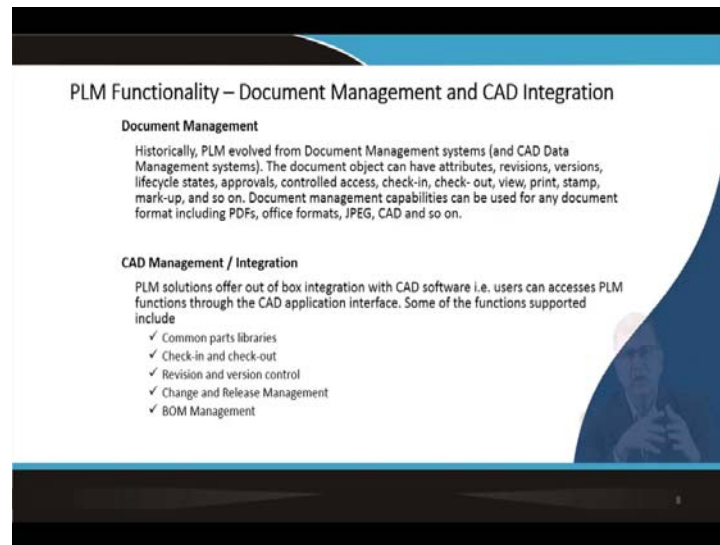 PLM Functionality – Document Management and CAD Integration
Document Management
Historically, PLM evolved from Document Management systems (and CAD Data
Management systems). The document object can have attributes, revisions, versions,
lifecycle states, approvals, controlled access, check-in, check- out, view, print, stamp,
mark-up, and so on. Document management capabilities can be used for any document
format including PDFs, office formats, JPEG, CAD and so on.
CAD Management / Integration
PLM solutions offer out of box integration with CAD software i.e. users can accesses PLM
functions through the CAD application interface. Some of the functions supported
include
✓ Common parts libraries
✓ Check-in and check-out
✓ Revision and version control
✓ Change and Release Management
✓ BOM Management